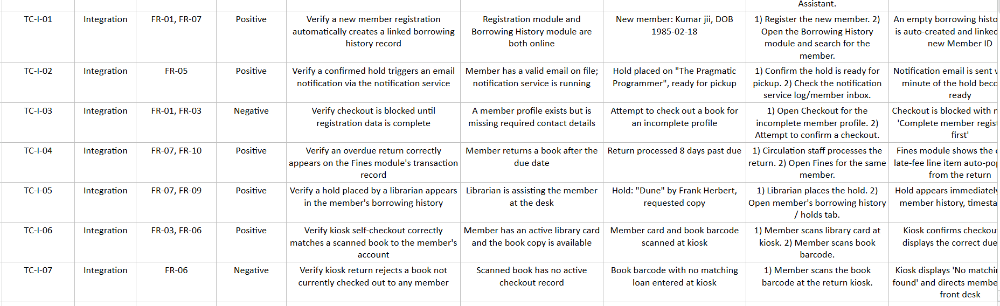 Assistant.
TC-I-01 Integration FR-01, FR-07 Positive Verify a new member registration Registration module and New member: Kumar jii, DOB 1) Register the new member. 2) An empty borrowing histo
automatically creates a linked borrowing Borrowing History module are 1985-02-18 Open the Borrowing History is auto-created and linked
history record both online module and search for the new Member ID
member.
TC-I-02 Integration FR-05 Positive Verify a confirmed hold triggers an email Member has a valid email on file; Hold placed on "The Pragmatic 1) Confirm the hold is ready for Notification email is sent
notification via the notification service notification service is running Programmer", ready for pickup pickup. 2) Check the notification minute of the hold beco
service log/member inbox. ready
TC-I-03 Integration FR-01, FR-03 Negative Verify checkout is blocked until A member profile exists but is Attempt to check out a book for 1) Open Checkout for the Checkout is blocked with
registration data is complete missing required contact details an incomplete profile incomplete member profile. 2) 'Complete member regist
Attempt to confirm a checkout. first'
TC-I-04 Integration FR-07, FR-10 Positive Verify an overdue return correctly Member returns a book after the Return processed 8 days past due 1) Circulation staff processes the Fines module shows the
appears on the Fines module's transaction due date return. 2) Open Fines for the same late-fee line item auto-pop
record member. from the return
TC-I-05 Integration FR-07, FR-09 Positive Verify a hold placed by a librarian appears Librarian is assisting the member Hold: "Dune" by Frank Herbert, 1) Librarian places the hold. 2) Hold appears immediately
in the member's borrowing history at the desk requested copy Open member's borrowing history member history, timesta
/ holds tab.
TC-I-06 Integration FR-03, FR-06 Positive Verify kiosk self-checkout correctly Member has an active library card Member card and book barcode 1) Member scans library card at Kiosk confirms checkout
matches a scanned book to the member's and the book copy is available scanned at kiosk kiosk. 2) Member scans book displays the correct due
account barcode.
TC-I-07 Integration FR-06 Negative Verify kiosk return rejects a book not Scanned book has no active Book barcode with no matching 1) Member scans the book Kiosk displays 'No matchin
currently checked out to any member checkout record loan entered at kiosk barcode at the return kiosk. found' and directs membe
front desk